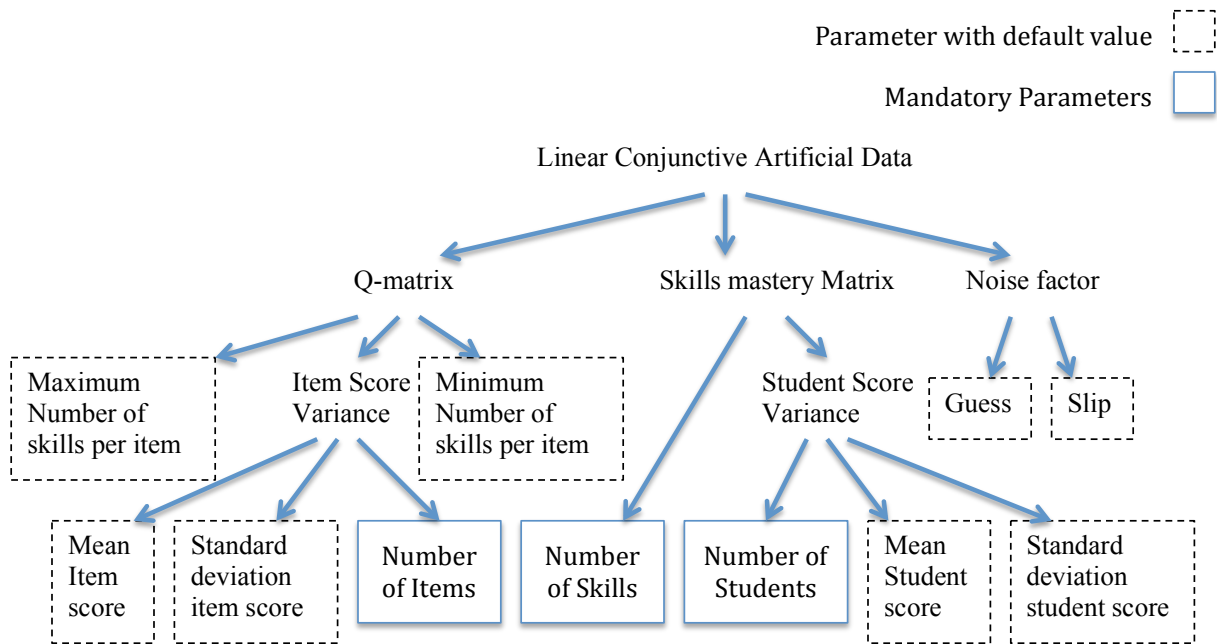 Parameter with default value
Mandatory Parameters
Linear Conjunctive Artificial Data
Q-matrix
Skills mastery Matrix
Noise factor
Maximum
Number of
skills per item
Item Score
Variance
Minimum
Number of
skills per item
Student Score
Variance
Guess
Slip
Mean
Item
score
Standard
deviation
item score
Number
of Items
Number
of Skills
Number of
Students
Mean
Student
score
Standard
deviation
student score